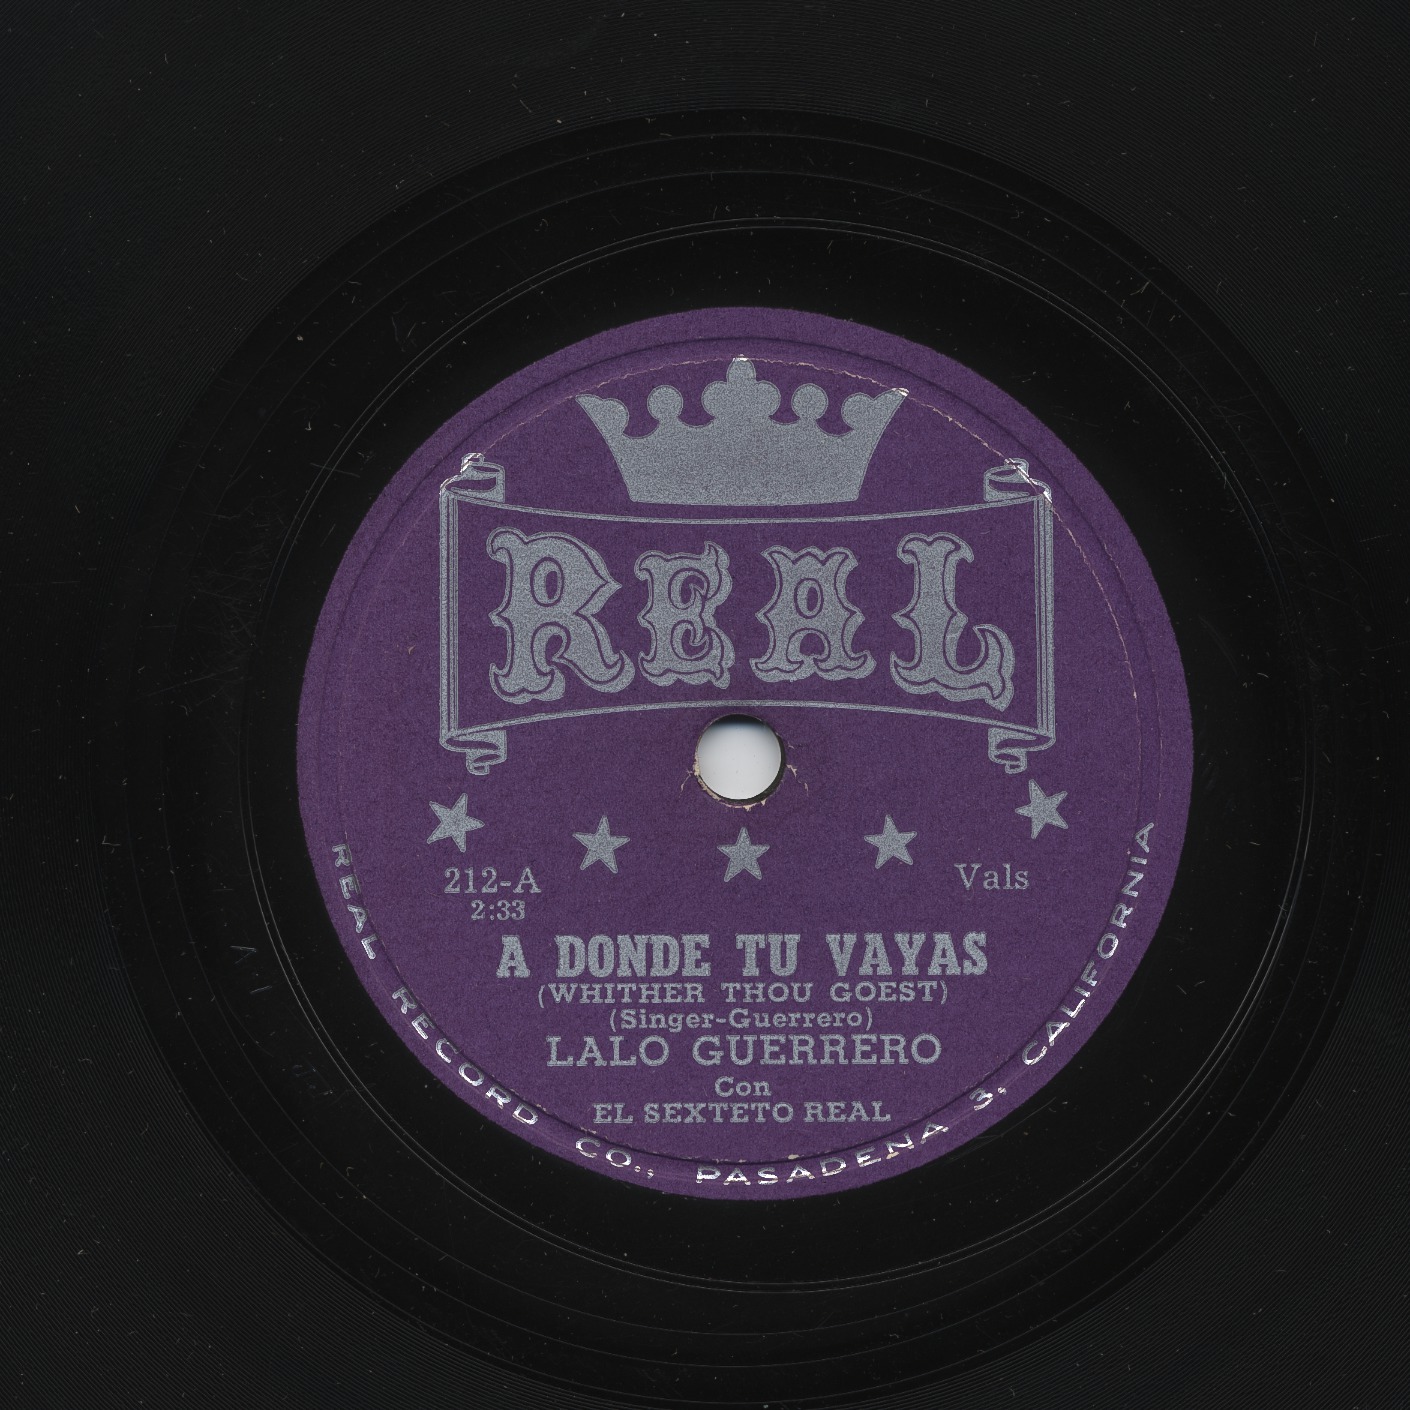 REAL
212-A
Vals
2:33
A DONDE TU VAYAS
(WHITHER THOU GOEST)
(Singer-Guerrero)
LALO GUERRERO
Con
EL SEXTETO REAL
REAL RECORD CO., PASADENA 3, CALIFORNIA